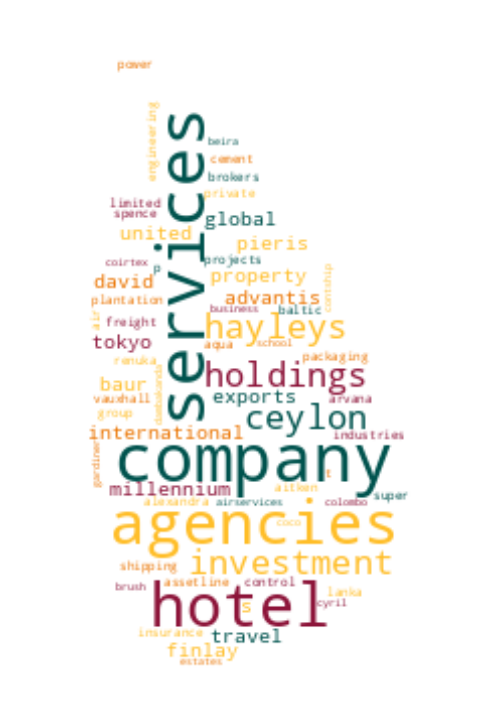 power
engineering
services
beira
cement
brokers
private
limited
spence
global
united
pieris
coirtex
p
projects
david
property
contship
plantation
advantis
air
business
baltic
freight
hayleys
tokyo
aqua
school
renuka
packaging
holdings
baur
dambakanda
vauxhall
exports
arvana
group
ceylon
international
industries
gardiner
company
t
millennium
aitken
super
alexandra
airservices
colombo
agencies
coco
investment
shipping
brush
assetline
control
lanka
hotel
s
cyril
insurance
travel
finlay
estates